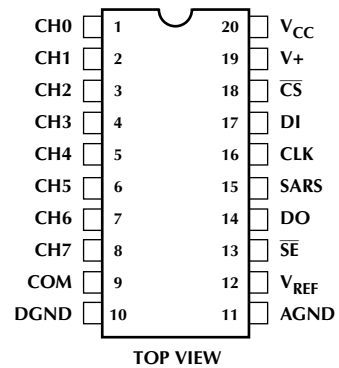 CH0 1 20 VCC
CH1 2 19 V+
CH2 3 18 C̅S̅
CH3 4 17 DI
CH4 5 16 CLK
CH5 6 15 SARS
CH6 7 14 DO
CH7 8 13 S̅E̅
COM 9 12 VREF
DGND 10 11 AGND
TOP VIEW